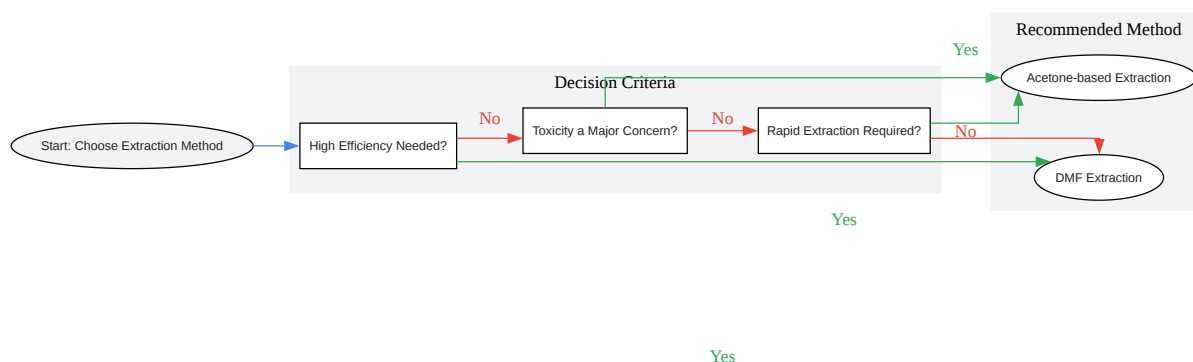 Recommended Method
Yes
Acetone-based Extraction
Decision Criteria
Start: Choose Extraction Method
High Efficiency Needed?
No
Toxicity a Major Concern?
No
Rapid Extraction Required?
No
DMF Extraction
Yes
Yes